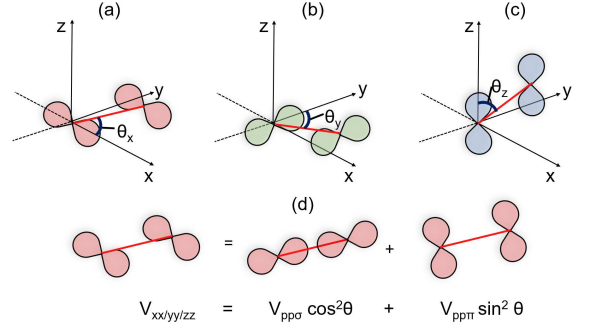 (a)
(b)
(c)
z
z
z
y
y
y
θz
θy
θx
x
x
x
(d)
=
+
Vxx/yy/zz = Vppσ cos²θ + Vppπ sin² θ